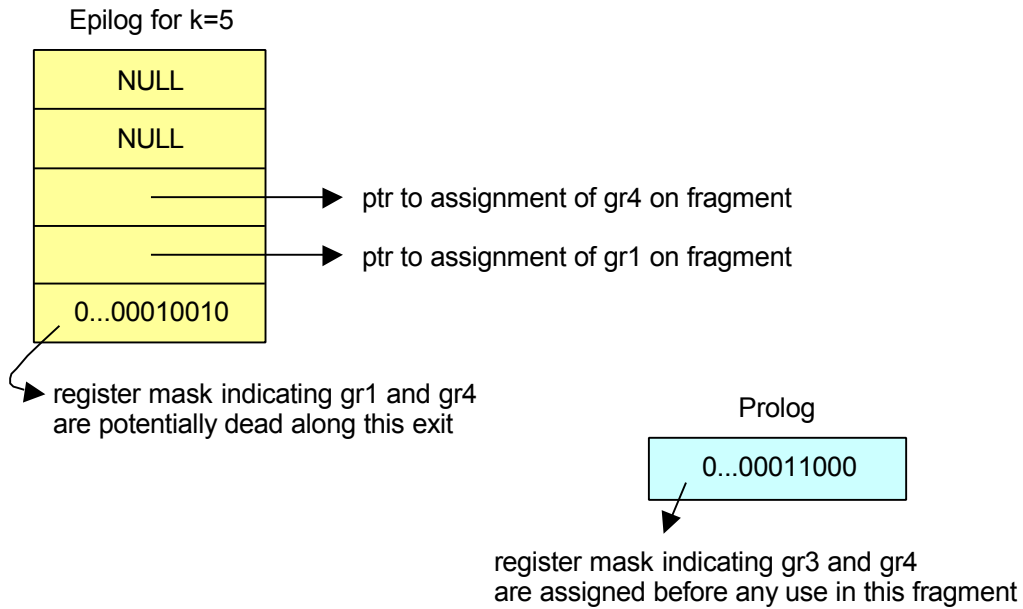 Epilog for k=5
NULL
NULL
ptr to assignment of gr4 on fragment
ptr to assignment of gr1 on fragment
0...00010010
register mask indicating gr1 and gr4
are potentially dead along this exit
Prolog
0...00011000
register mask indicating gr3 and gr4
are assigned before any use in this fragment